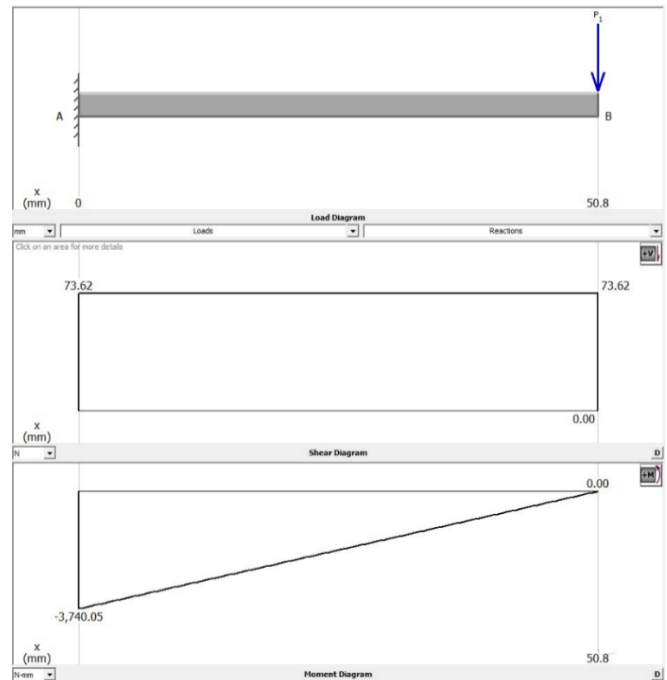 P1
A
B
x
(mm)
0
50.8
Load Diagram
mm
Loads
Reactions
Click on an area for more details
+V
73.62
73.62
0.00
x
(mm)
N
Shear Diagram
D
+M
0.00
-3,740.05
x
(mm)
50.8
N-mm
Moment Diagram
D